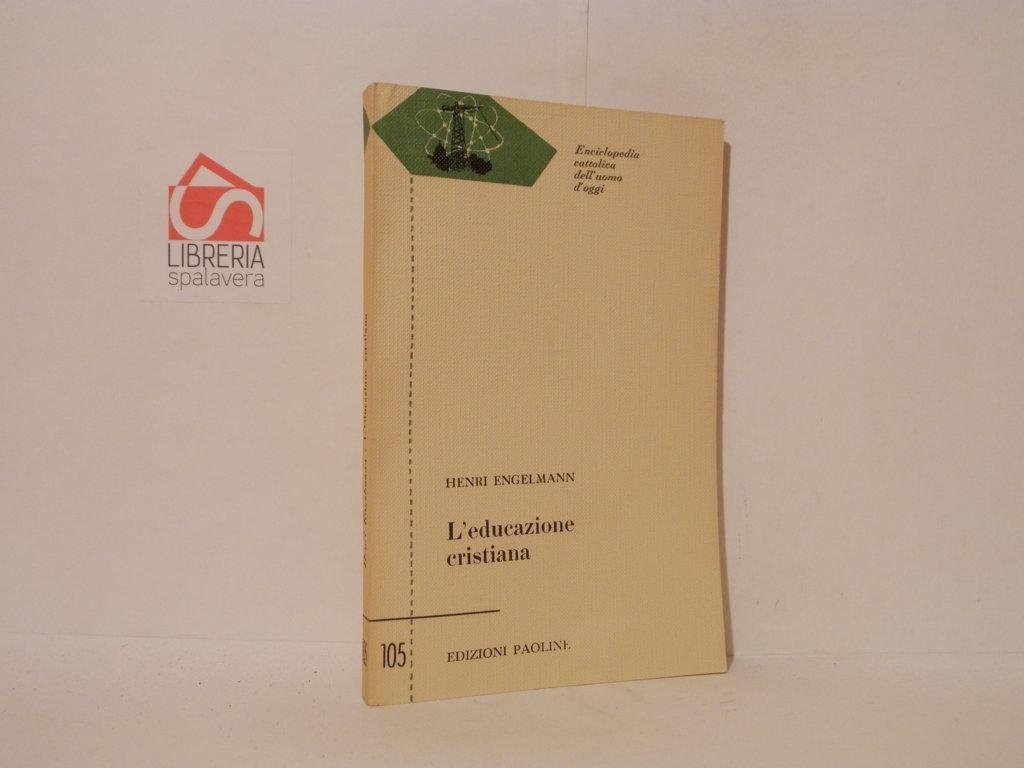 LIBRERIA
spalavera
Enciclopedia
cattolica
dell'uomo
d'oggi
HENRI ENGELMANN
L'educazione
cristiana
105
EDIZIONI PAOLINE